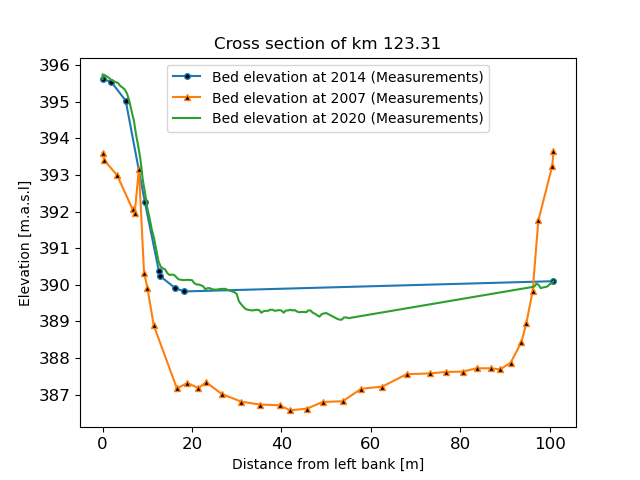 Cross section of km 123.31
Bed elevation at 2014 (Measurements)
Bed elevation at 2007 (Measurements)
Bed elevation at 2020 (Measurements)
396
395
394
393
392
391
390
389
388
387
Elevation [m.a.s.l]
0 20 40 60 80 100
Distance from left bank [m]